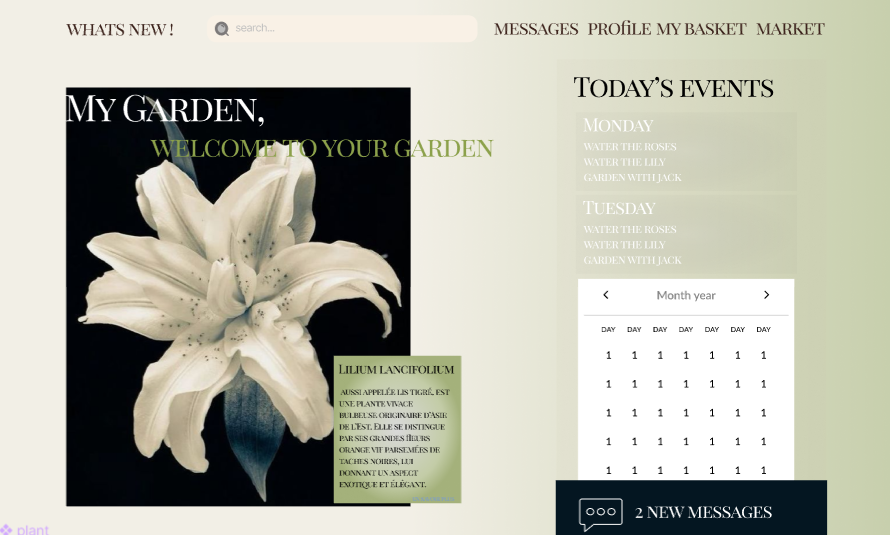 WHATS NEW !
search...
MESSAGES PROFILE MY BASKET MARKET
MY GARDEN,
WELCOME TO YOUR GARDEN
TODAY'S EVENTS
MONDAY
WATER THE ROSES
WATER THE LILY
GARDEN WITH JACK
TUESDAY
WATER THE ROSES
WATER THE LILY
GARDEN WITH JACK
Month year
DAY DAY DAY DAY DAY DAY DAY
1 1 1 1 1 1 1
1 1 1 1 1 1 1
1 1 1 1 1 1 1
1 1 1 1 1 1 1
1 1 1 1 1 1 1
LILIUM LANCIFOLIUM
AUSSI APPELÉE LIS TIGRÉ, EST
UNE PLANTE VIVACE
BULBEUSE ORIGINAIRE D'ASIE
DE L'EST. ELLE SE DISTINGUE
PAR SES GRANDES FLEURS
ORANGE VIF PARSEMÉES DE
TACHES NOIRES, LUI
DONNANT UN ASPECT
EXOTIQUE ET ÉLÉGANT.
2 NEW MESSAGES
plant